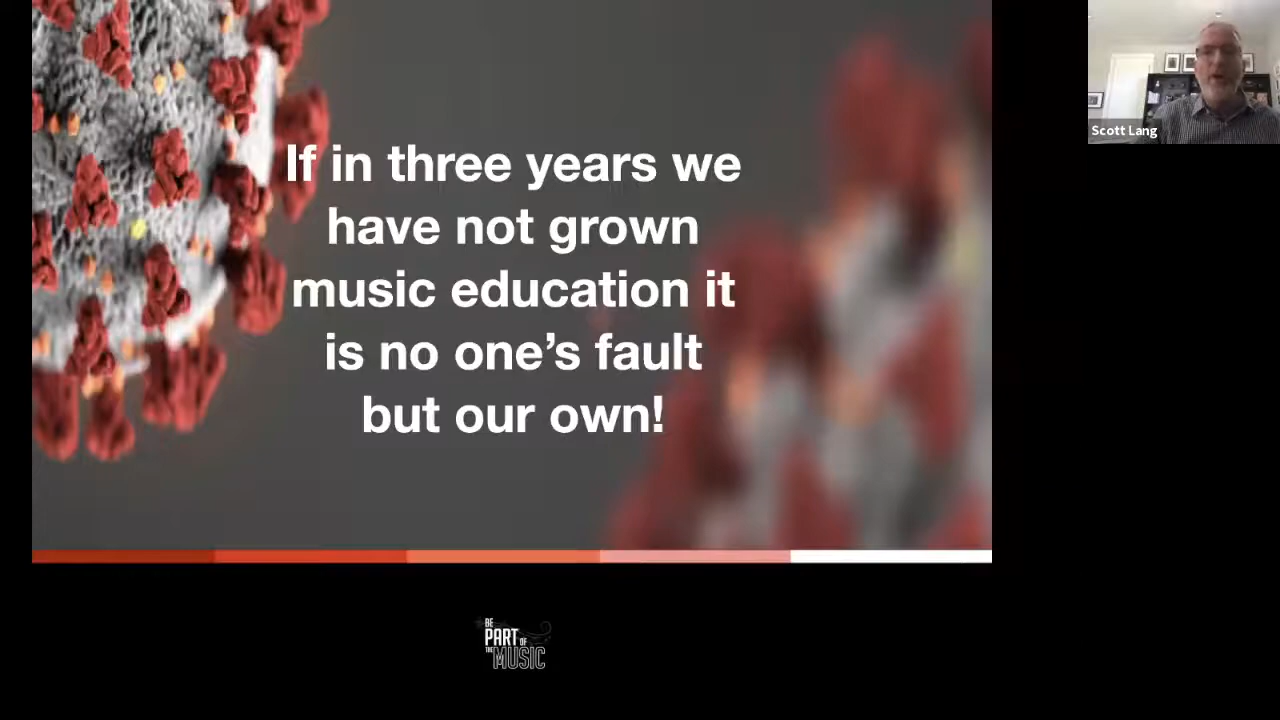 If in three years we
have not grown
music education it
is no one’s fault
but our own!
Scott Lang
BE
PART OF
THE MUSIC